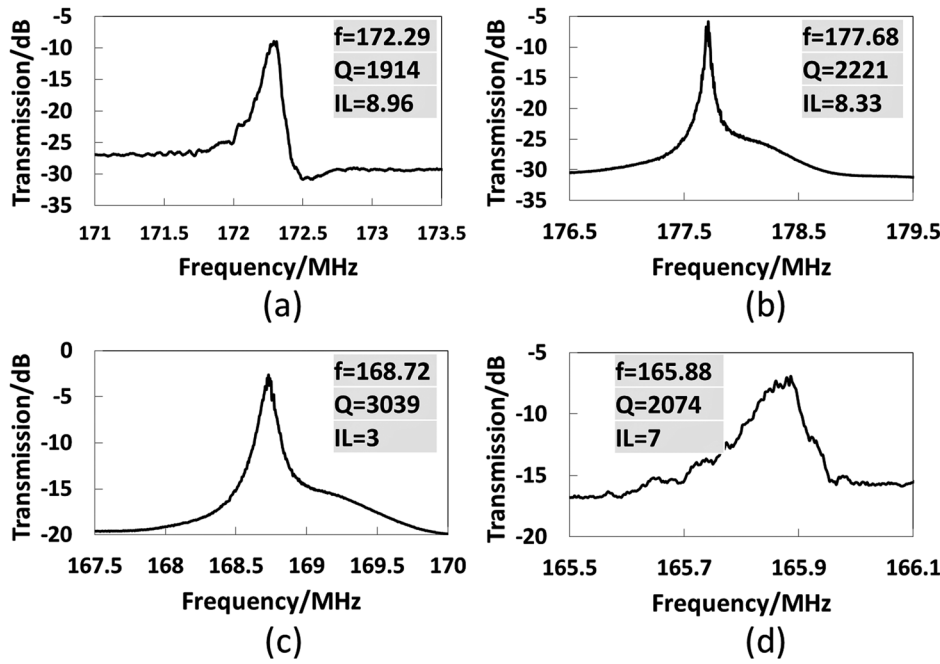 Transmission/dB
-5
-10
-15
-20
-25
-30
-35
f=172.29
Q=1914
IL=8.96
171 171.5 172 172.5 173 173.5
Frequency/MHz
(a)
Transmission/dB
-5
-10
-15
-20
-25
-30
-35
f=177.68
Q=2221
IL=8.33
176.5 177.5 178.5 179.5
Frequency/MHz
(b)
Transmission/dB
0
-5
-10
-15
-20
f=168.72
Q=3039
IL=3
167.5 168 168.5 169 169.5 170
Frequency/MHz
(c)
Transmission/dB
-5
-10
-15
-20
f=165.88
Q=2074
IL=7
165.5 165.7 165.9 166.1
Frequency/MHz
(d)